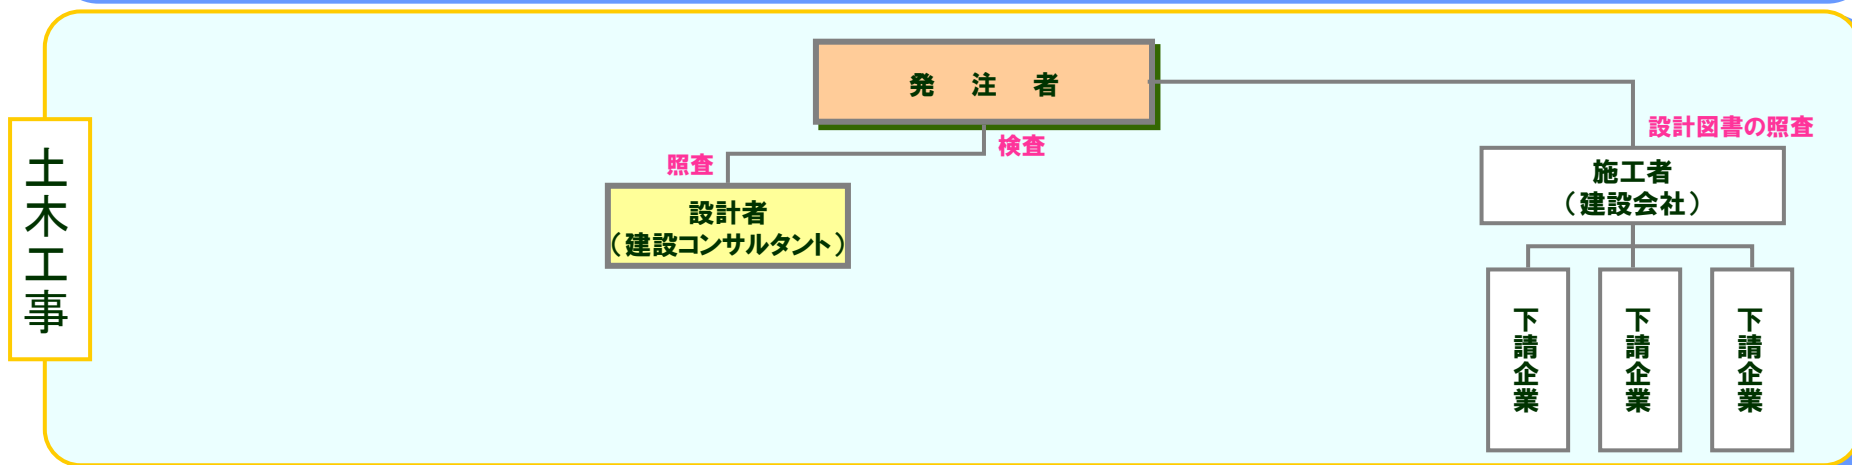 土木工事
発　注　者
検査
照査
設計者
（建設コンサルタント）
設計図書の照査
施工者
（建設会社）
下請企業
下請企業
下請企業